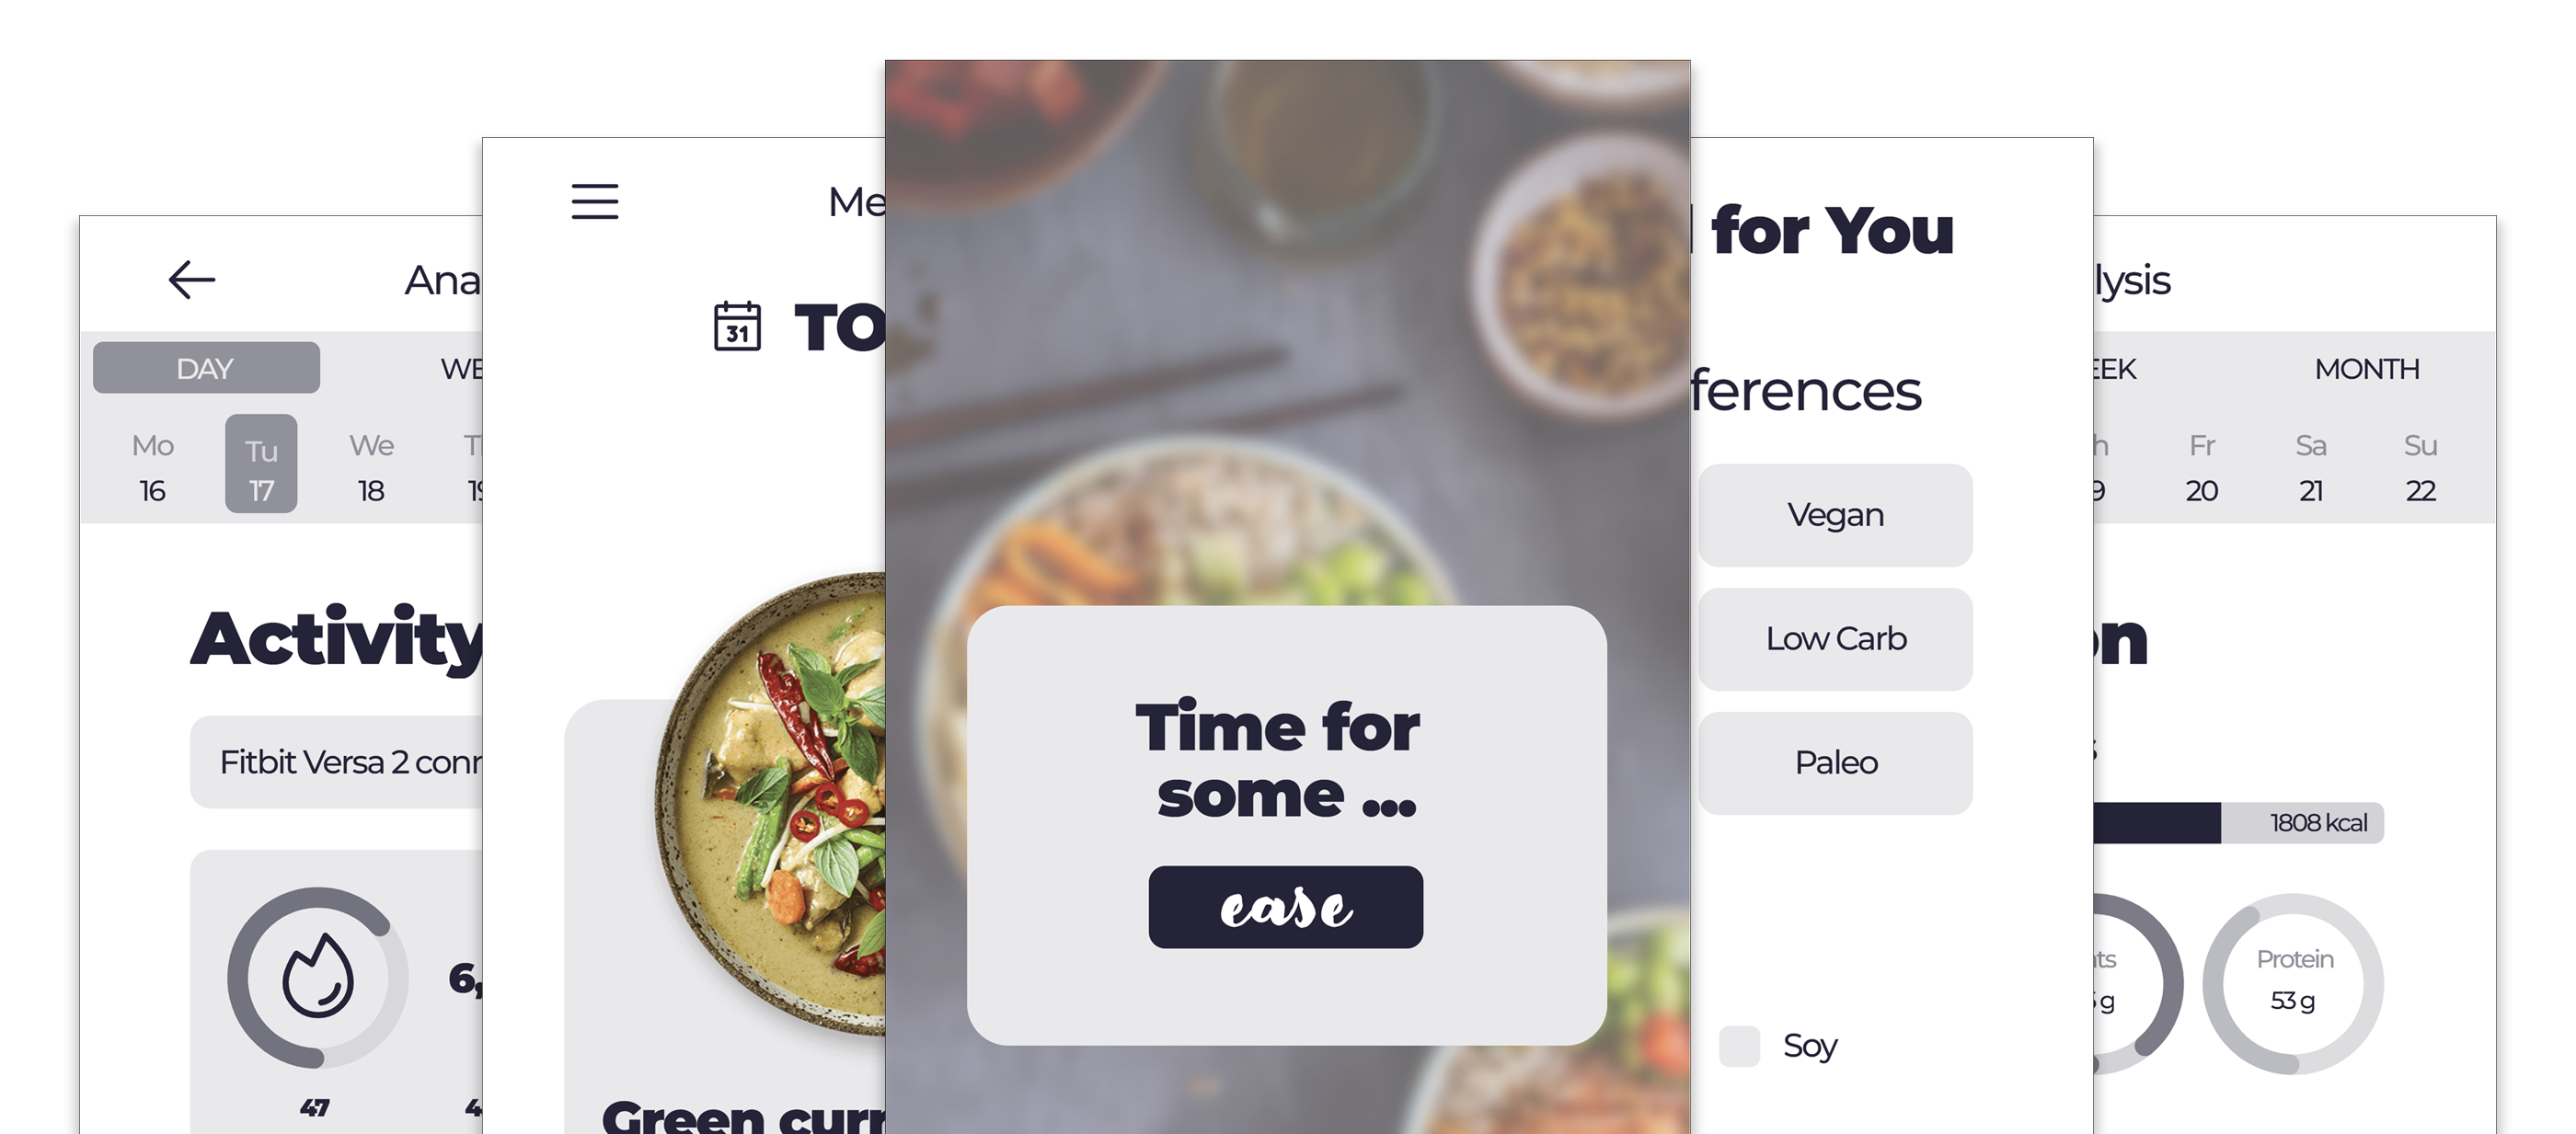 Ana
DAY
WE
Mo
Tu
We
16
17
18
Activity
Fitbit Versa 2 conn
6,
47
4
Me
31
TO
Green curr
Time for
some ...
ease
for You
ferences
Vegan
Low Carb
Paleo
Soy
lysis
EEK
MONTH
h
Fr
Sa
Su
9
20
21
22
on
1808 kcal
ts
g
Protein
53 g